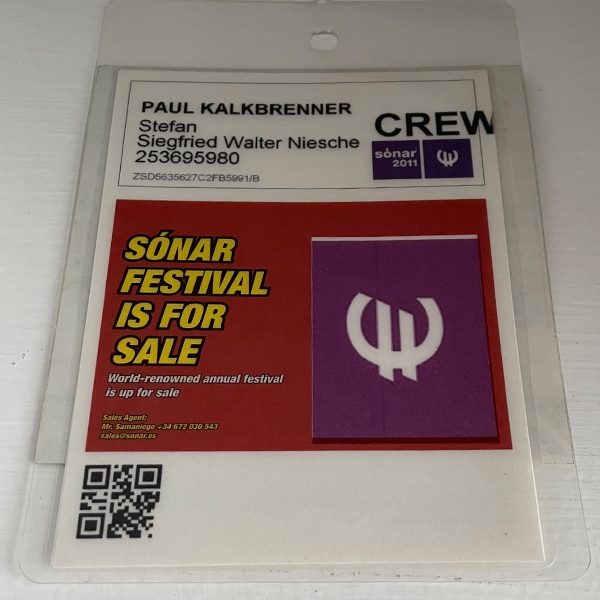 PAUL KALKBRENNER
Stefan
Siegfried Walter Niesche
253695980
ZSD5635627C2FB5991/B
CREW
sónar
2011
SÓNAR
FESTIVAL
IS FOR
SALE
World-renowned annual festival
is up for sale
Sales Agent:
Mr. Samaniego +34 672 030 543
sales@sonar.es